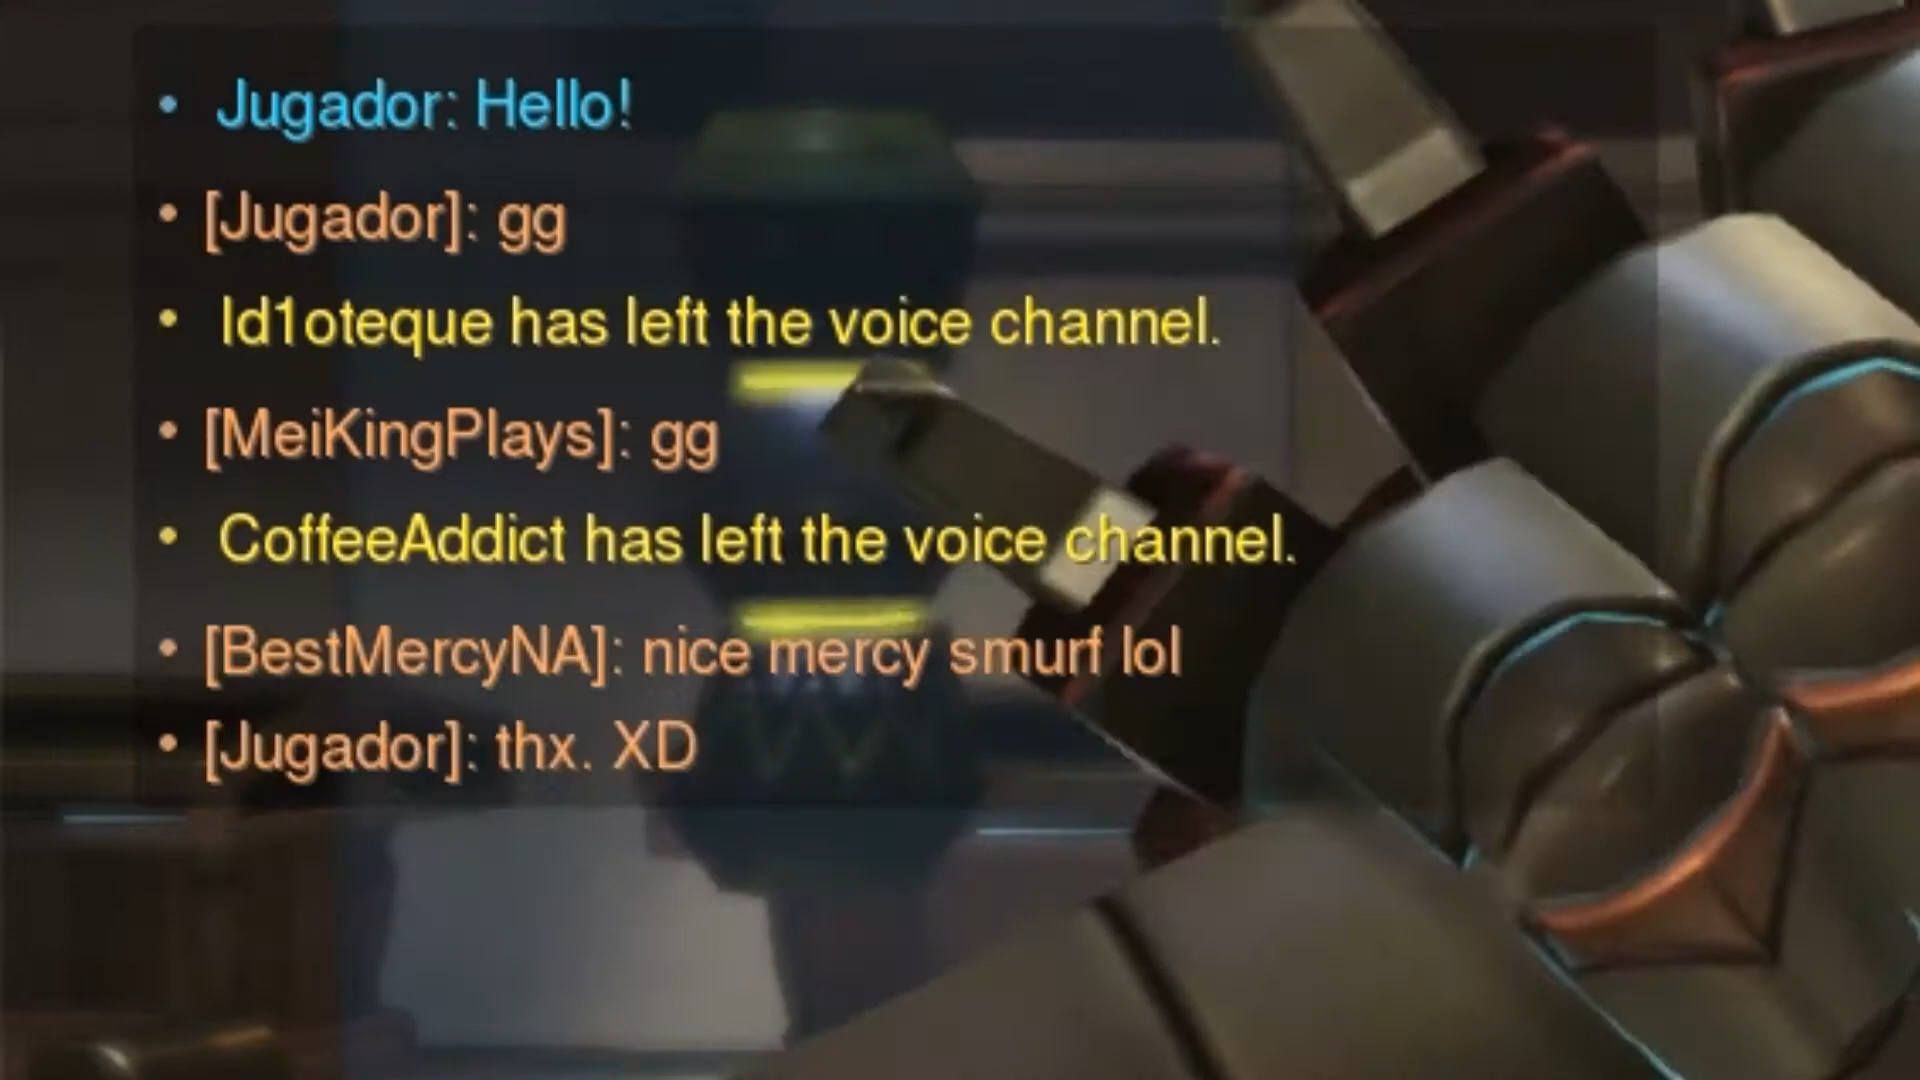 • Jugador: Hello!
• [Jugador]: gg
• Id1oteque has left the voice channel.
• [MeiKingPlays]: gg
• CoffeeAddict has left the voice channel.
• [BestMercyNA]: nice mercy smurf lol
• [Jugador]: thx. XD